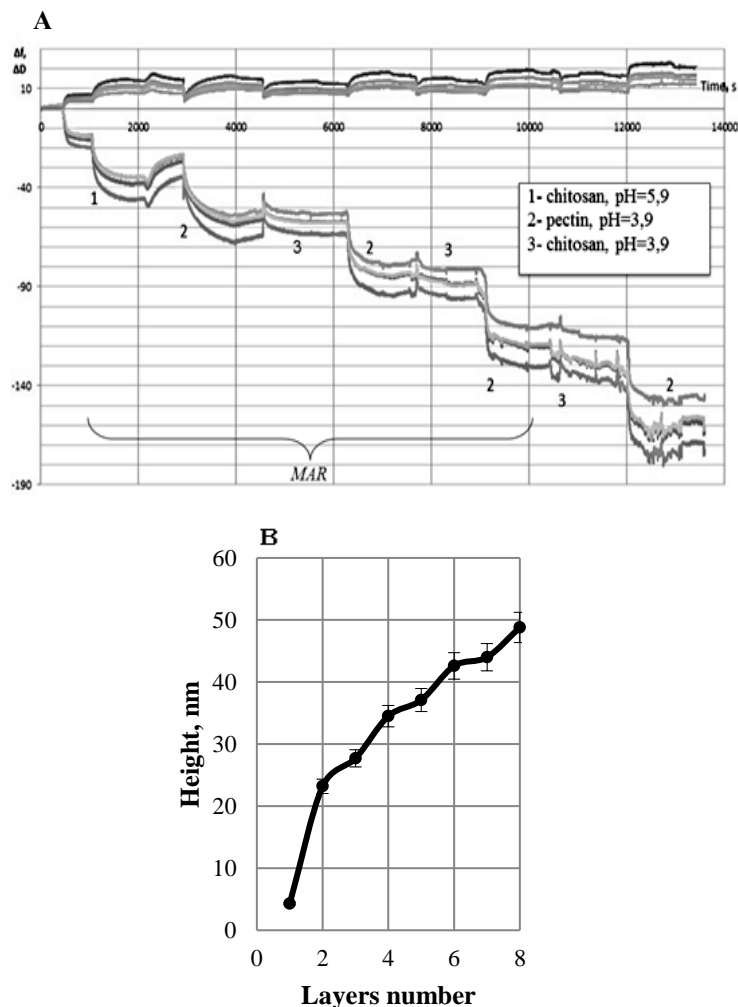 A
Δf,
ΔD
10
Time, s
0 2000 4000 6000 8000 10000 12000 14000
-40
1
2
3
2
3
1- chitosan, pH=5,9
2- pectin, pH=3,9
3- chitosan, pH=3,9
-90
-140
2
3
2
MAR
-190
B
60
50
40
30
20
10
0
Height, nm
0 2 4 6 8
Layers number